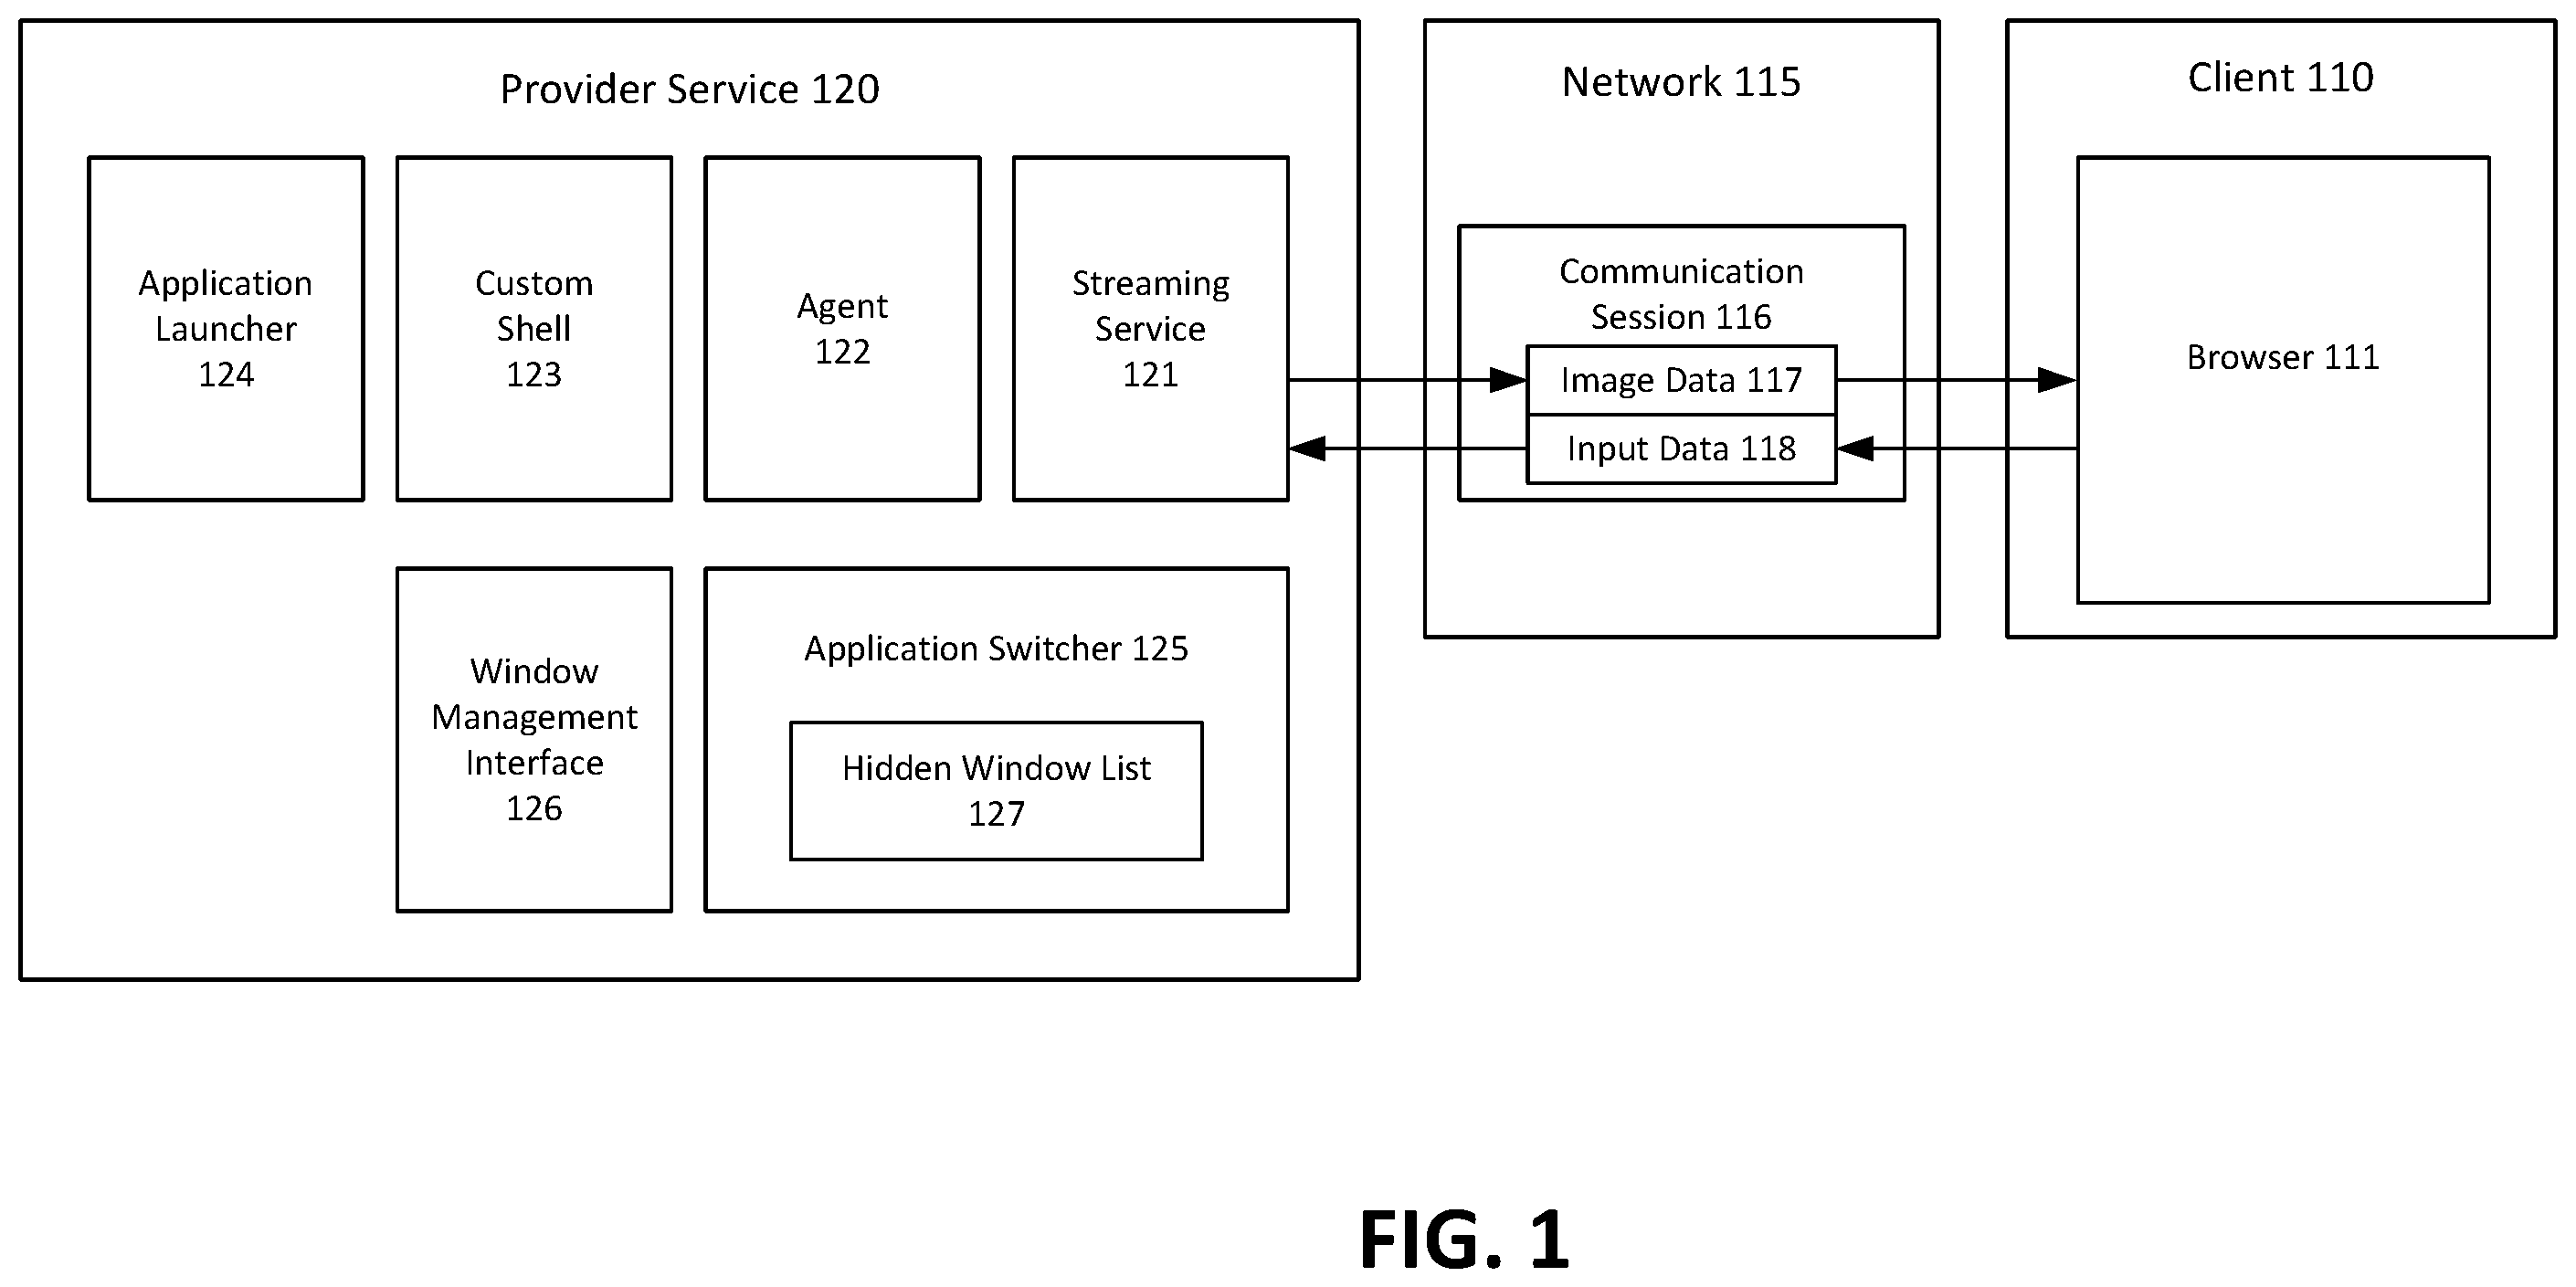 Provider Service 120
Application
Launcher
124
Custom
Shell
123
Agent
122
Streaming
Service
121
Window
Management
Interface
126
Application Switcher 125
Hidden Window List
127
Network 115
Communication
Session 116
Image Data 117
Input Data 118
Client 110
Browser 111
FIG. 1